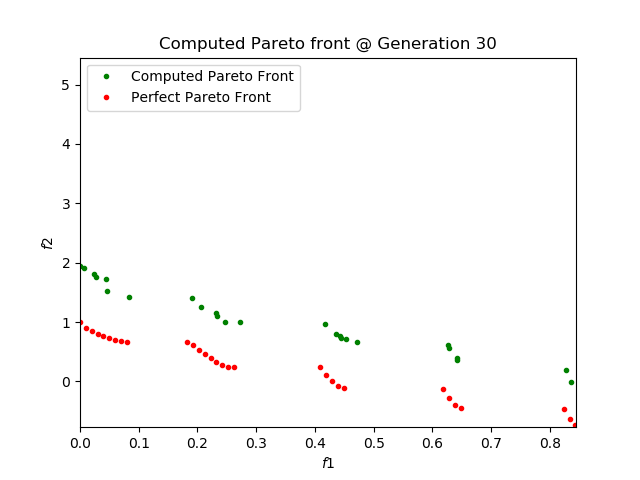 Computed Pareto front @ Generation 30
Computed Pareto Front
Perfect Pareto Front
5
4
3
2
1
0
f2
0.0 0.1 0.2 0.3 0.4 0.5 0.6 0.7 0.8
f1